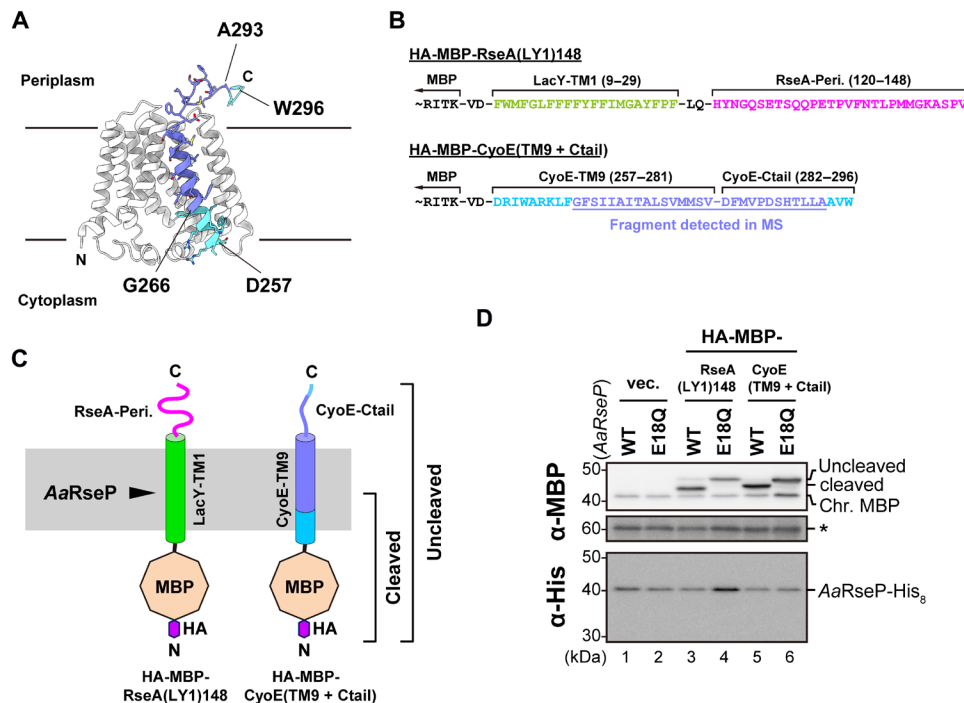 A
A293
Periplasm
C
W296
N
G266
D257
Cytoplasm
B
HA-MBP-RseA(LY1)148
MBP
LacY-TM1 (9–29)
RseA-Peri. (120–148)
~RITK-VD-FWMFGLFFFFYFFIMGAYFPF-LQ-HYNGQSETSQQPETPVFNTLPMMGKASPV
HA-MBP-CyoE(TM9 + Ctail)
MBP
CyoE-TM9 (257–281)
CyoE-Ctail (282–296)
~RITK-VD-DRIWARKLFGFSIIAITALSVMMSV-DFMVPDSHTLLAAVW
Fragment detected in MS
C
C
C
RseA-Peri.
CyoE-Ctail
AaRseP
LacY-TM1
CyoE-TM9
Cleaved
Uncleaved
MBP
MBP
HA
HA
N
N
HA-MBP-
RseA(LY1)148
HA-MBP-
CyoE(TM9 + Ctail)
D
HA-MBP-
vec.
RseA
(LY1)148
CyoE
(TM9 + Ctail)
(AaRseP)
WT
E18Q
WT
E18Q
WT
E18Q
α-MBP
50
40
60
Uncleaved
cleaved
Chr. MBP
*
α-His
50
40
30
AaRseP-His8
(kDa)
1 2 3 4 5 6